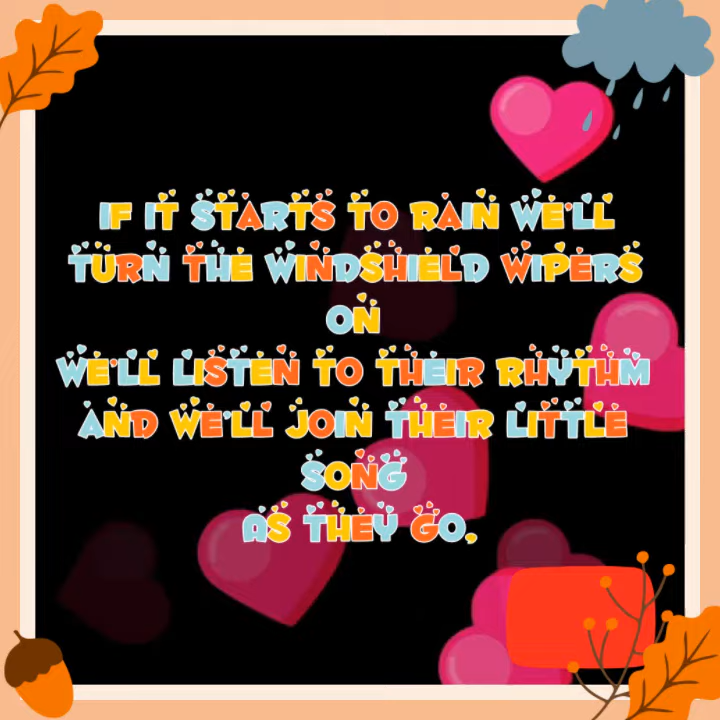 IF IT STARTS TO RAIN WE'LL
TURN THE WINDSHIELD WIPERS
ON
WE'LL LISTEN TO THEIR RHYTHM
AND WE'LL JOIN THEIR LITTLE
SONG
AS THEY GO,